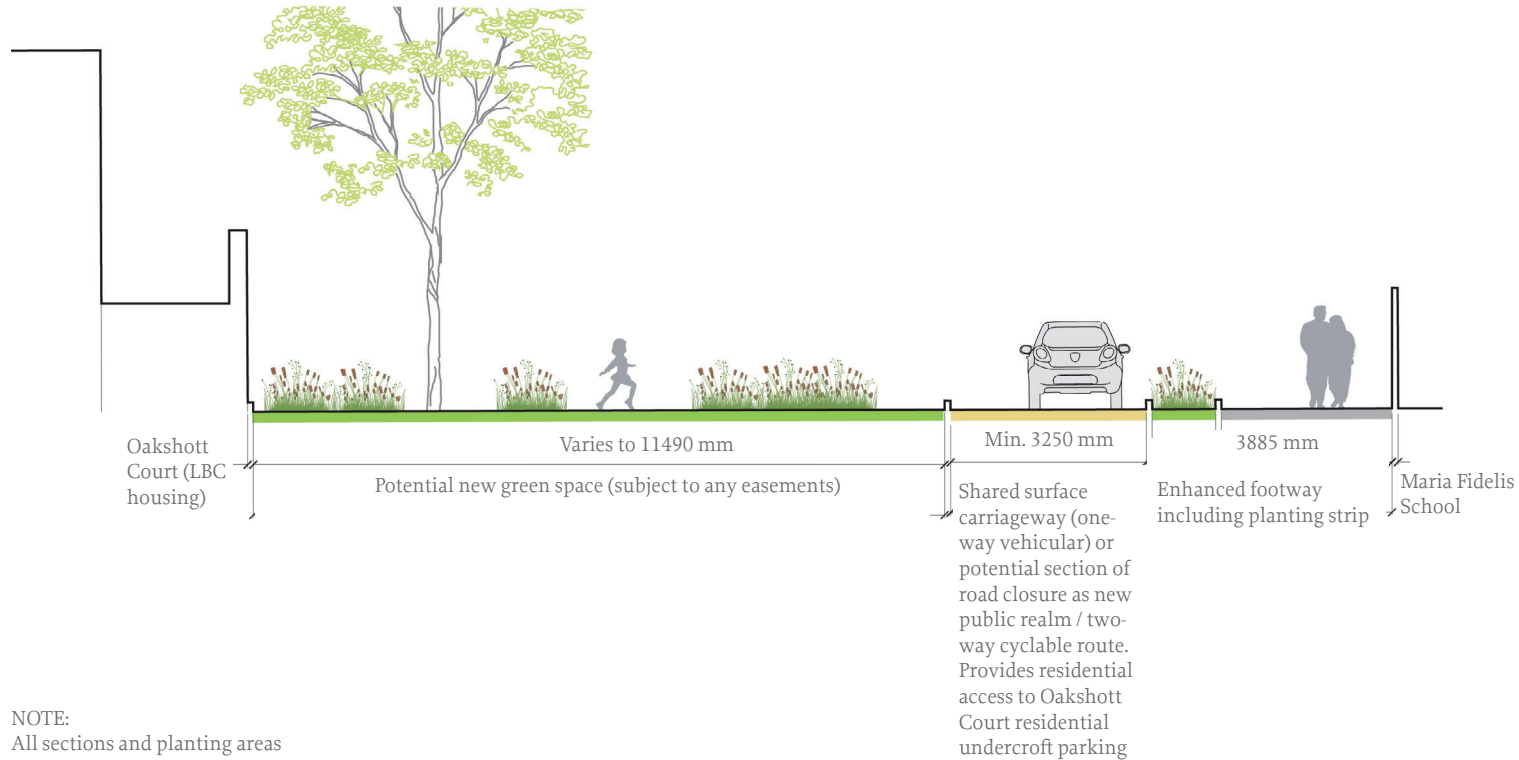 Oakshott
Court (LBC
housing)
Varies to 11490 mm
Potential new green space (subject to any easements)
Min. 3250 mm
Shared surface
carriageway (one-
way vehicular) or
potential section of
road closure as new
public realm / two-
way cyclable route.
Provides residential
access to Oakshott
Court residential
undercroft parking
3885 mm
Enhanced footway
including planting strip
Maria Fidelis
School
NOTE:
All sections and planting areas